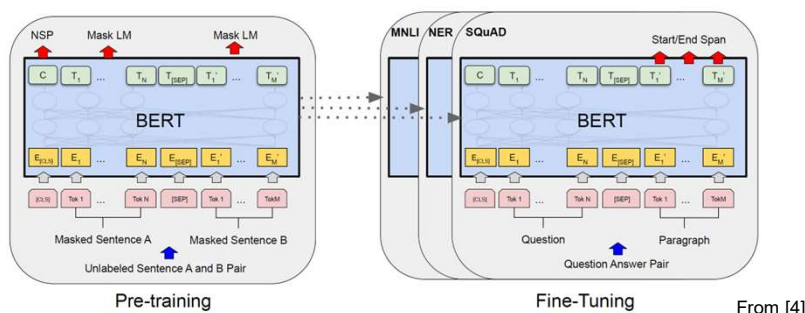 NSP Mask LM Mask LM
C T1 ... TN T[SEP] T1' ... TM'
BERT
E[CLS] E1 ... EN E[SEP] E1' ... EM'
[CLS] Tok 1 ... Tok N [SEP] Tok 1 ... TokM
Masked Sentence A Masked Sentence B
Unlabeled Sentence A and B Pair
Pre-training
MNLI NER SQuAD
Start/End Span
C T1 ... TN T[SEP] T1' ... TM'
BERT
E[CLS] E1 ... EN E[SEP] E1' ... EM'
[CLS] Tok 1 ... Tok N [SEP] Tok 1 ... TokM
Question Paragraph
Question Answer Pair
Fine-Tuning
From [4]